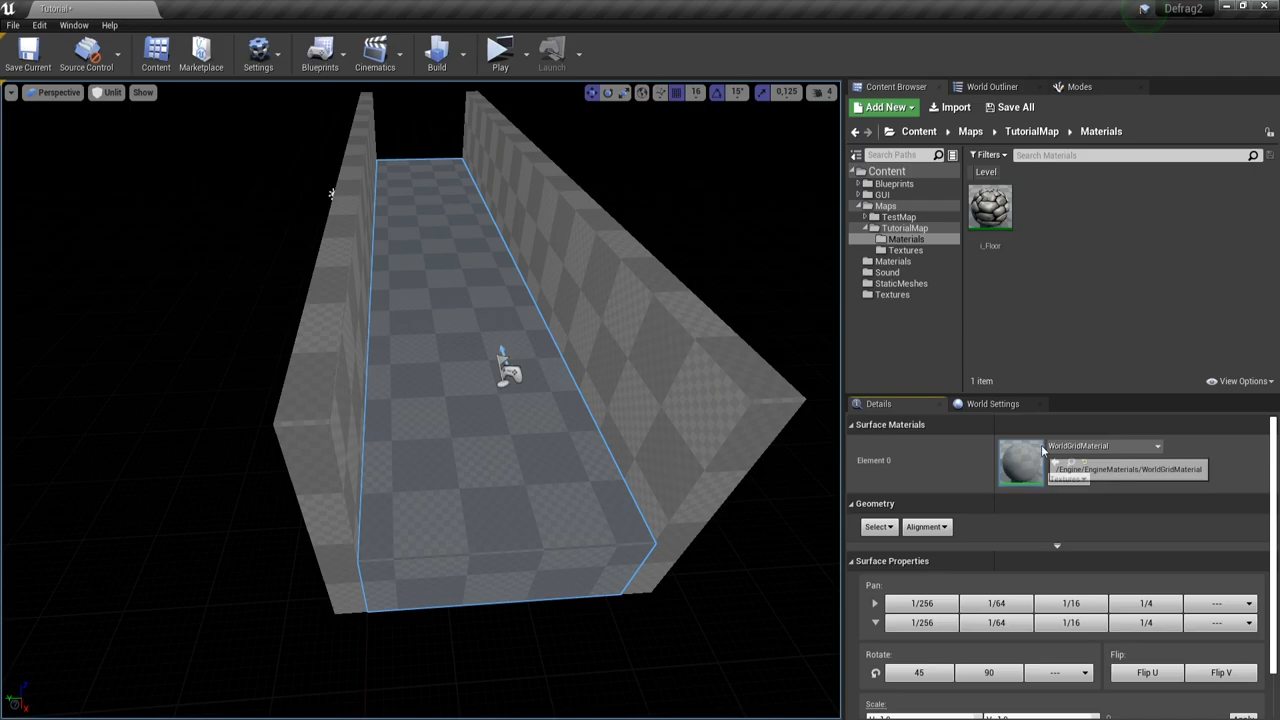 Tutorial*
Defrag2
File Edit Window Help
Save Current Source Control Content Marketplace Settings Blueprints Cinematics Build Play Launch
Perspective Unlit Show
16 15° 0,125 4
Content Browser World Outliner Modes
Add New Import Save All
Content Maps TutorialMap Materials
Search Paths
Filters Search Materials
Level
Content
Blueprints
GUI
Maps
TestMap
TutorialMap
Materials
Textures
Materials
Sound
StaticMeshes
Textures
i_Floor
1 item View Options
Details World Settings
Surface Materials
Element 0
WorldGridMaterial
/Engine/EngineMaterials/WorldGridMaterial
Textures
Geometry
Select Alignment
Surface Properties
Pan:
1/256 1/64 1/16 1/4 ---
1/256 1/64 1/16 1/4 ---
Rotate: Flip:
45 90 --- Flip U Flip V
Scale: